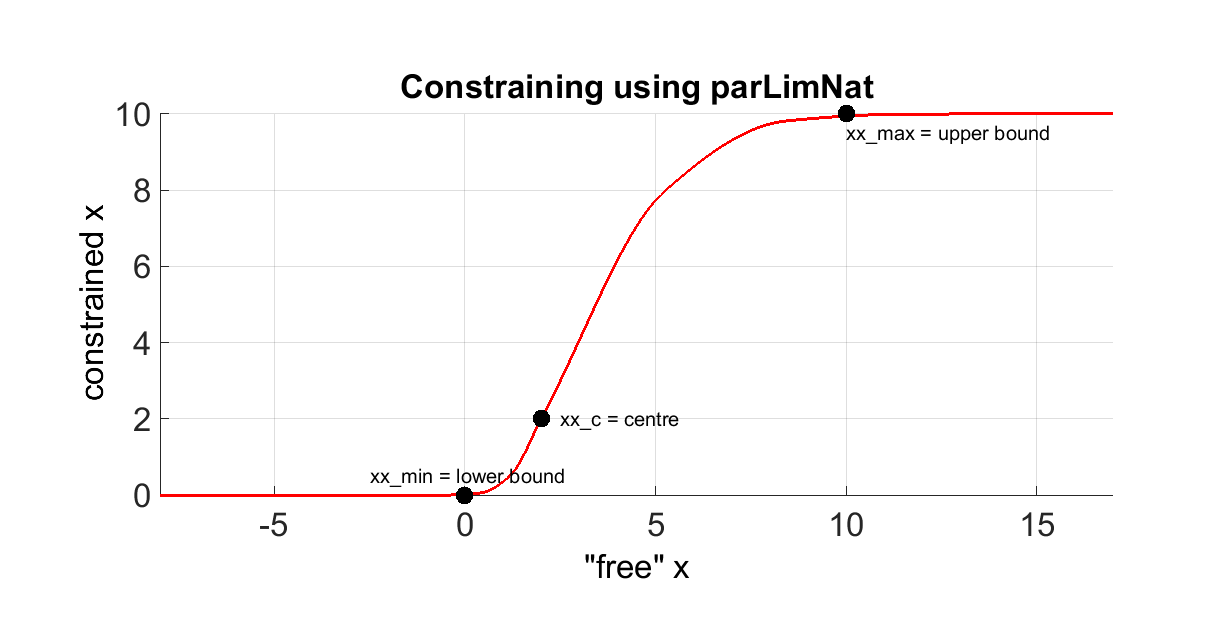 Constraining using parLimNat
10
xx_max = upper bound
8
6
4
2
xx_c = centre
xx_min = lower bound
0
constrained x
-5
0
5
10
15
"free" x